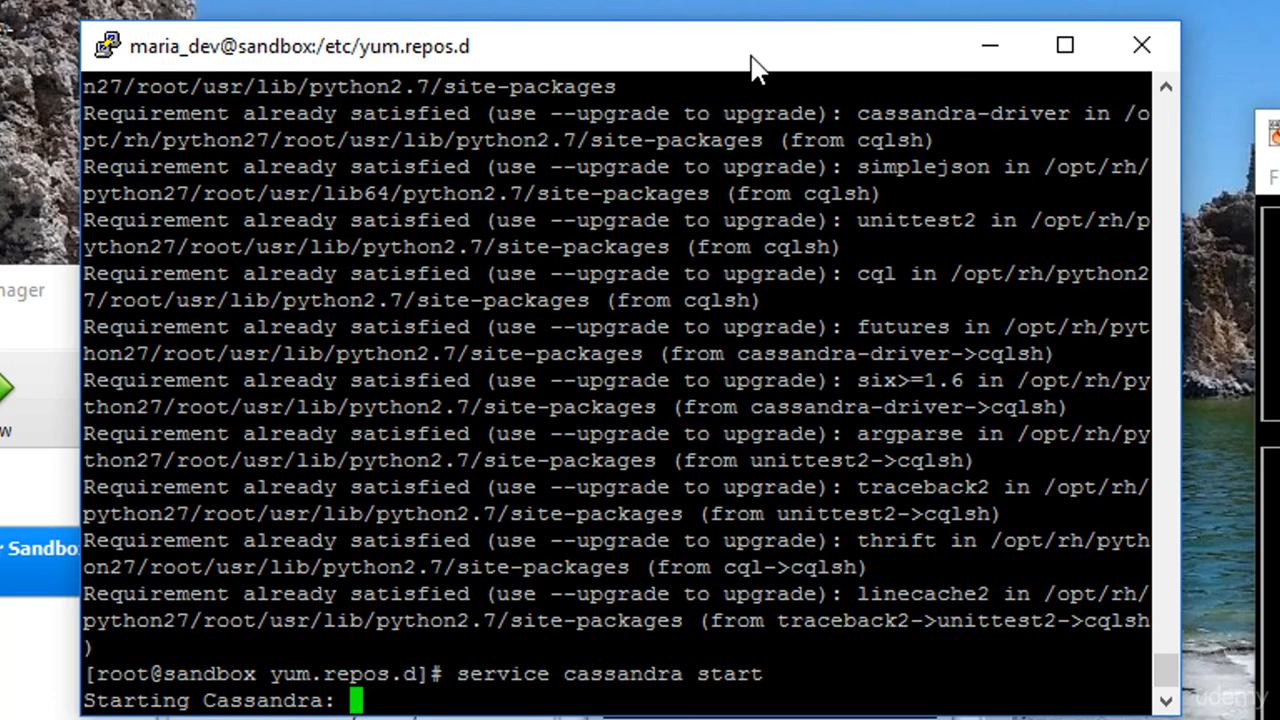 maria_dev@sandbox:/etc/yum.repos.d
n27/root/usr/lib/python2.7/site-packages
Requirement already satisfied (use --upgrade to upgrade): cassandra-driver in /o
pt/rh/python27/root/usr/lib/python2.7/site-packages (from cqlsh)
Requirement already satisfied (use --upgrade to upgrade): simplejson in /opt/rh/
python27/root/usr/lib64/python2.7/site-packages (from cqlsh)
Requirement already satisfied (use --upgrade to upgrade): unittest2 in /opt/rh/p
ython27/root/usr/lib/python2.7/site-packages (from cqlsh)
Requirement already satisfied (use --upgrade to upgrade): cql in /opt/rh/python2
7/root/usr/lib/python2.7/site-packages (from cqlsh)
Requirement already satisfied (use --upgrade to upgrade): futures in /opt/rh/pyt
hon27/root/usr/lib/python2.7/site-packages (from cassandra-driver->cqlsh)
Requirement already satisfied (use --upgrade to upgrade): six>=1.6 in /opt/rh/py
thon27/root/usr/lib/python2.7/site-packages (from cassandra-driver->cqlsh)
Requirement already satisfied (use --upgrade to upgrade): argparse in /opt/rh/py
thon27/root/usr/lib/python2.7/site-packages (from unittest2->cqlsh)
Requirement already satisfied (use --upgrade to upgrade): traceback2 in /opt/rh/
python27/root/usr/lib/python2.7/site-packages (from unittest2->cqlsh)
Requirement already satisfied (use --upgrade to upgrade): thrift in /opt/rh/pyth
on27/root/usr/lib/python2.7/site-packages (from cql->cqlsh)
Requirement already satisfied (use --upgrade to upgrade): linecache2 in /opt/rh/
python27/root/usr/lib/python2.7/site-packages (from traceback2->unittest2->cqlsh
)
[root@sandbox yum.repos.d]# service cassandra start
Starting Cassandra:
nager
w
r Sandbo
F
udemy